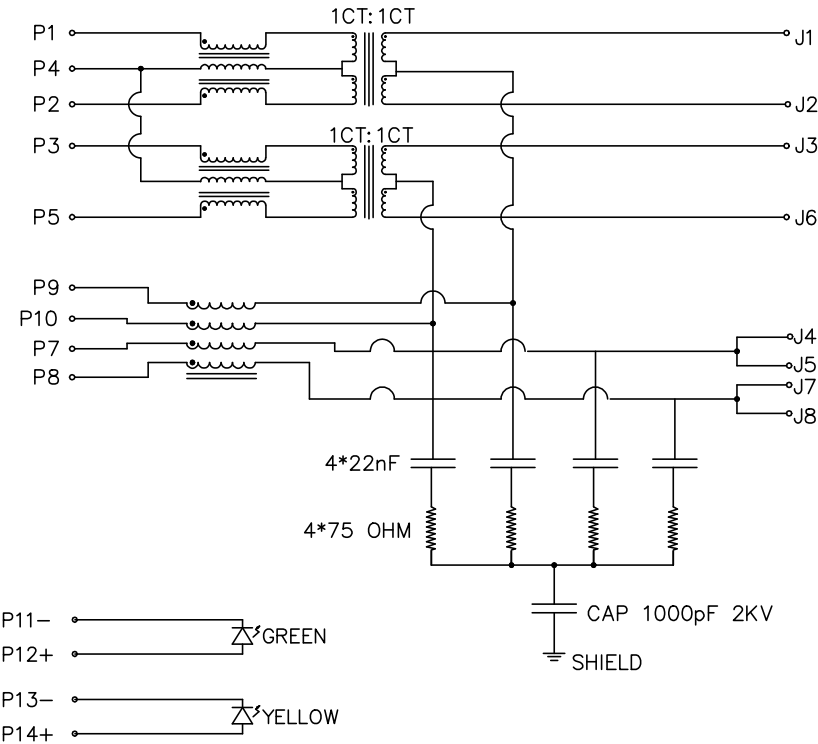 1CT:1CT
P1
J1
P4
P2
J2
1CT:1CT
P3
J3
P5
J6
P9
P10
J4
P7
J5
P8
J7
J8
4*22nF
4*75 OHM
CAP 1000pF 2KV
SHIELD
P11-
GREEN
P12+
P13-
YELLOW
P14+